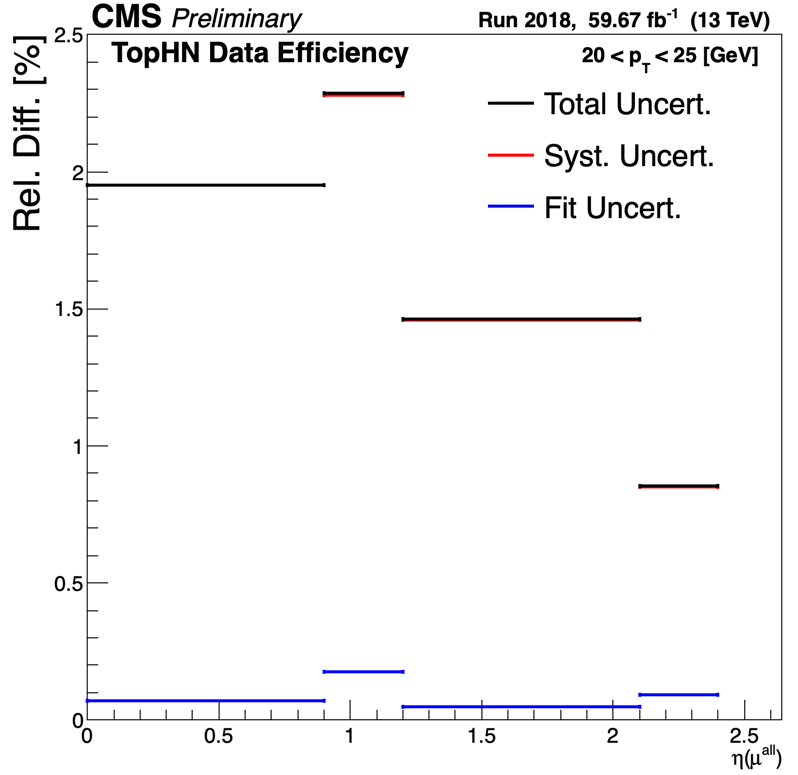 CMS Preliminary
Run 2018, 59.67 fb⁻¹ (13 TeV)
TopHN Data Efficiency
20 < p_T < 25 [GeV]
Total Uncert.
Syst. Uncert.
Fit Uncert.
Rel. Diff. [%]
2.5
2
1.5
1
0.5
0
0 0.5 1 1.5 2 2.5
η(μ^all)